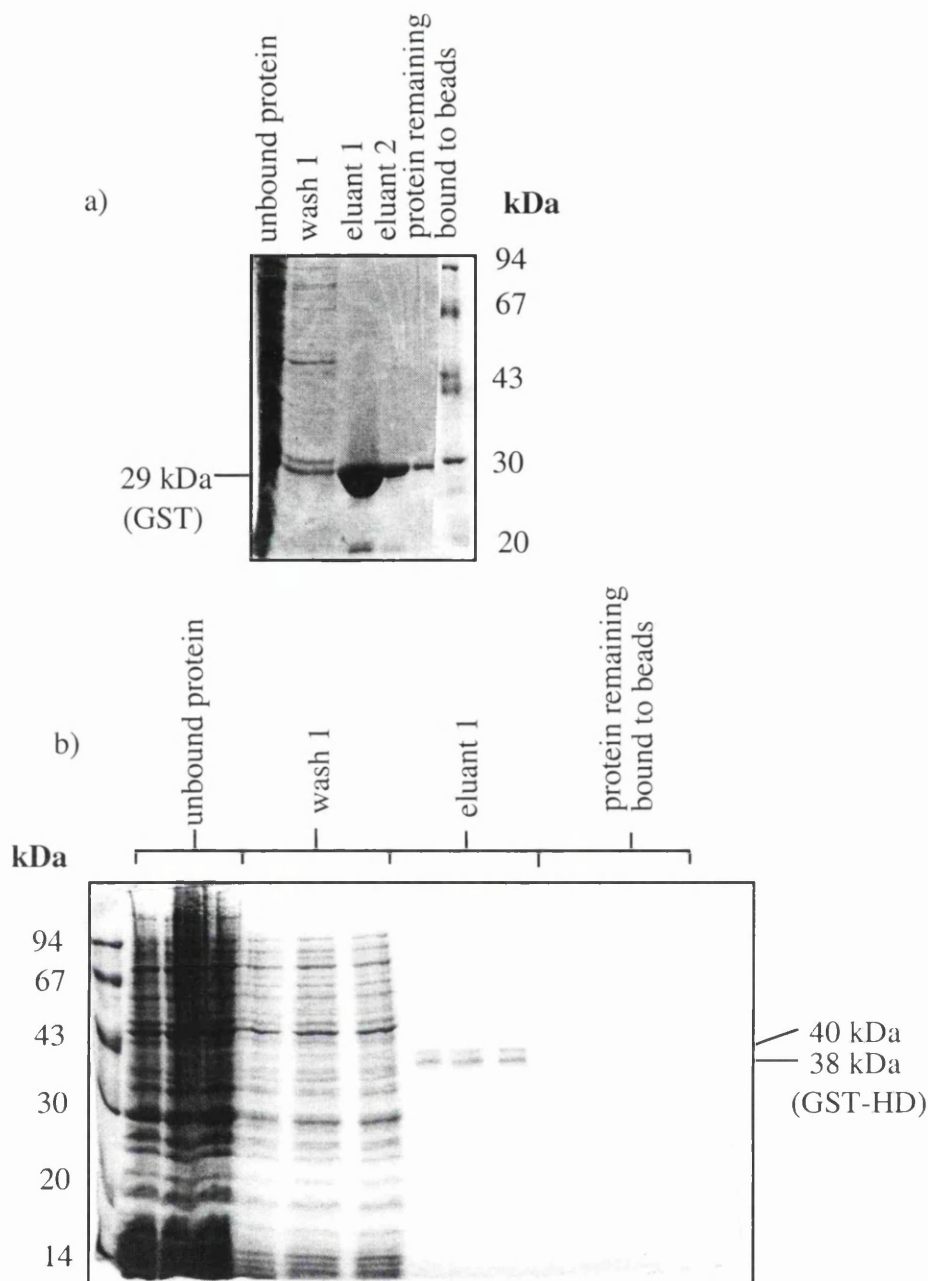 a)
unbound protein
wash 1
eluant 1
eluant 2
protein remaining
bound to beads
kDa
94
67
43
30
20
29 kDa
(GST)
b)
unbound protein
wash 1
eluant 1
protein remaining
bound to beads
kDa
94
67
43
30
20
14
40 kDa
38 kDa
(GST-HD)